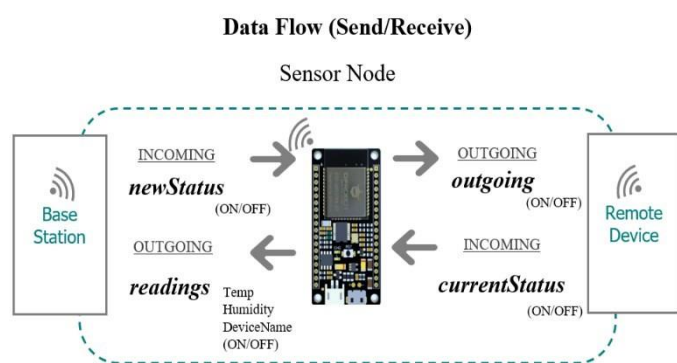 Data Flow (Send/Receive)
Sensor Node
INCOMING
newStatus
(ON/OFF)
OUTGOING
outgoing
(ON/OFF)
Base
Station
Remote
Device
OUTGOING
readings
Temp
Humidity
DeviceName
(ON/OFF)
INCOMING
currentStatus
(ON/OFF)